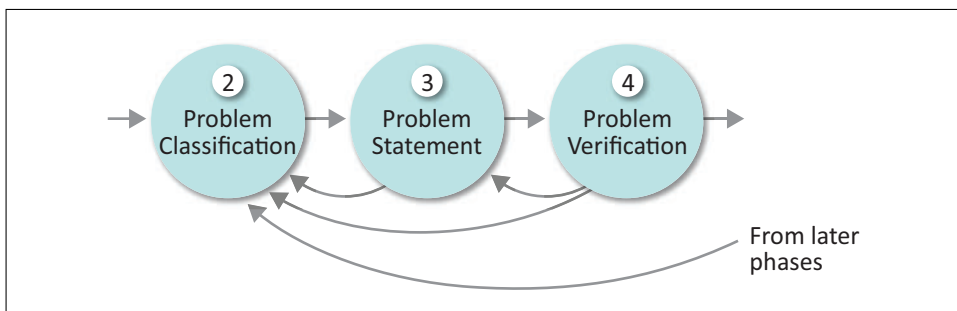 2
Problem
Classification
3
Problem
Statement
4
Problem
Verification
From later
phases